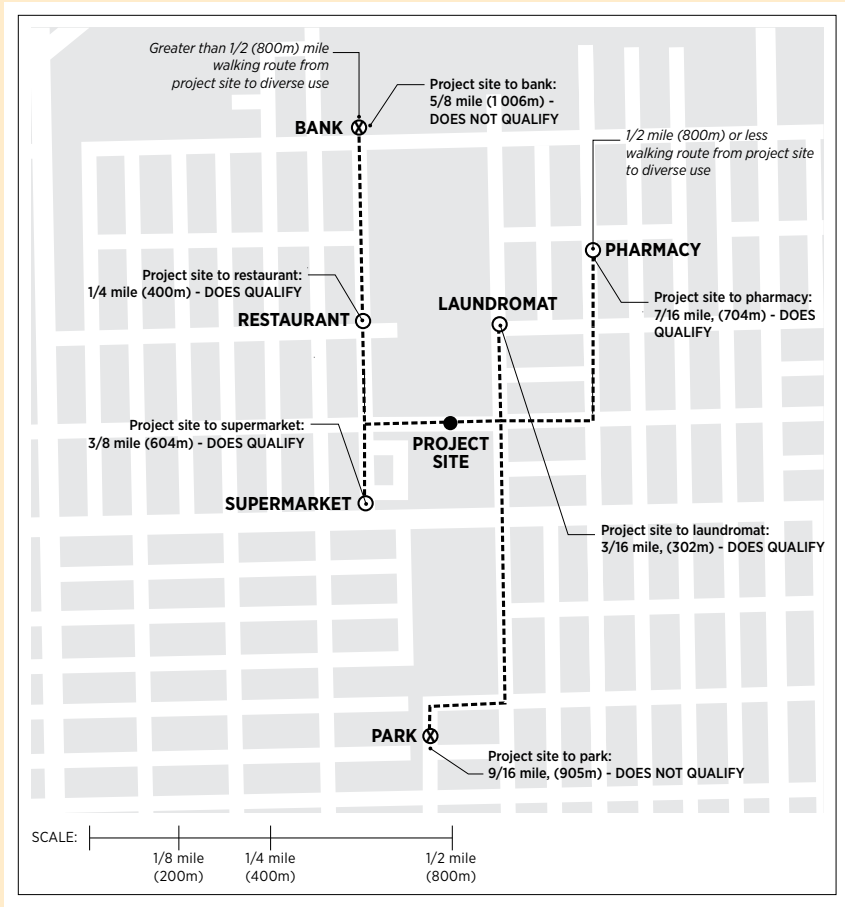 Greater than 1/2 (800m) mile
walking route from
project site to diverse use
Project site to bank:
5/8 mile (1 006m) -
DOES NOT QUALIFY
BANK
X
1/2 mile (800m) or less
walking route from project site
to diverse use
PHARMACY
Project site to restaurant:
1/4 mile (400m) - DOES QUALIFY
RESTAURANT
LAUNDROMAT
Project site to pharmacy:
7/16 mile, (704m) - DOES
QUALIFY
Project site to supermarket:
3/8 mile (604m) - DOES QUALIFY
PROJECT
SITE
SUPERMARKET
Project site to laundromat:
3/16 mile, (302m) - DOES QUALIFY
PARK
X
Project site to park:
9/16 mile, (905m) - DOES NOT QUALIFY
SCALE:
1/8 mile
(200m)
1/4 mile
(400m)
1/2 mile
(800m)